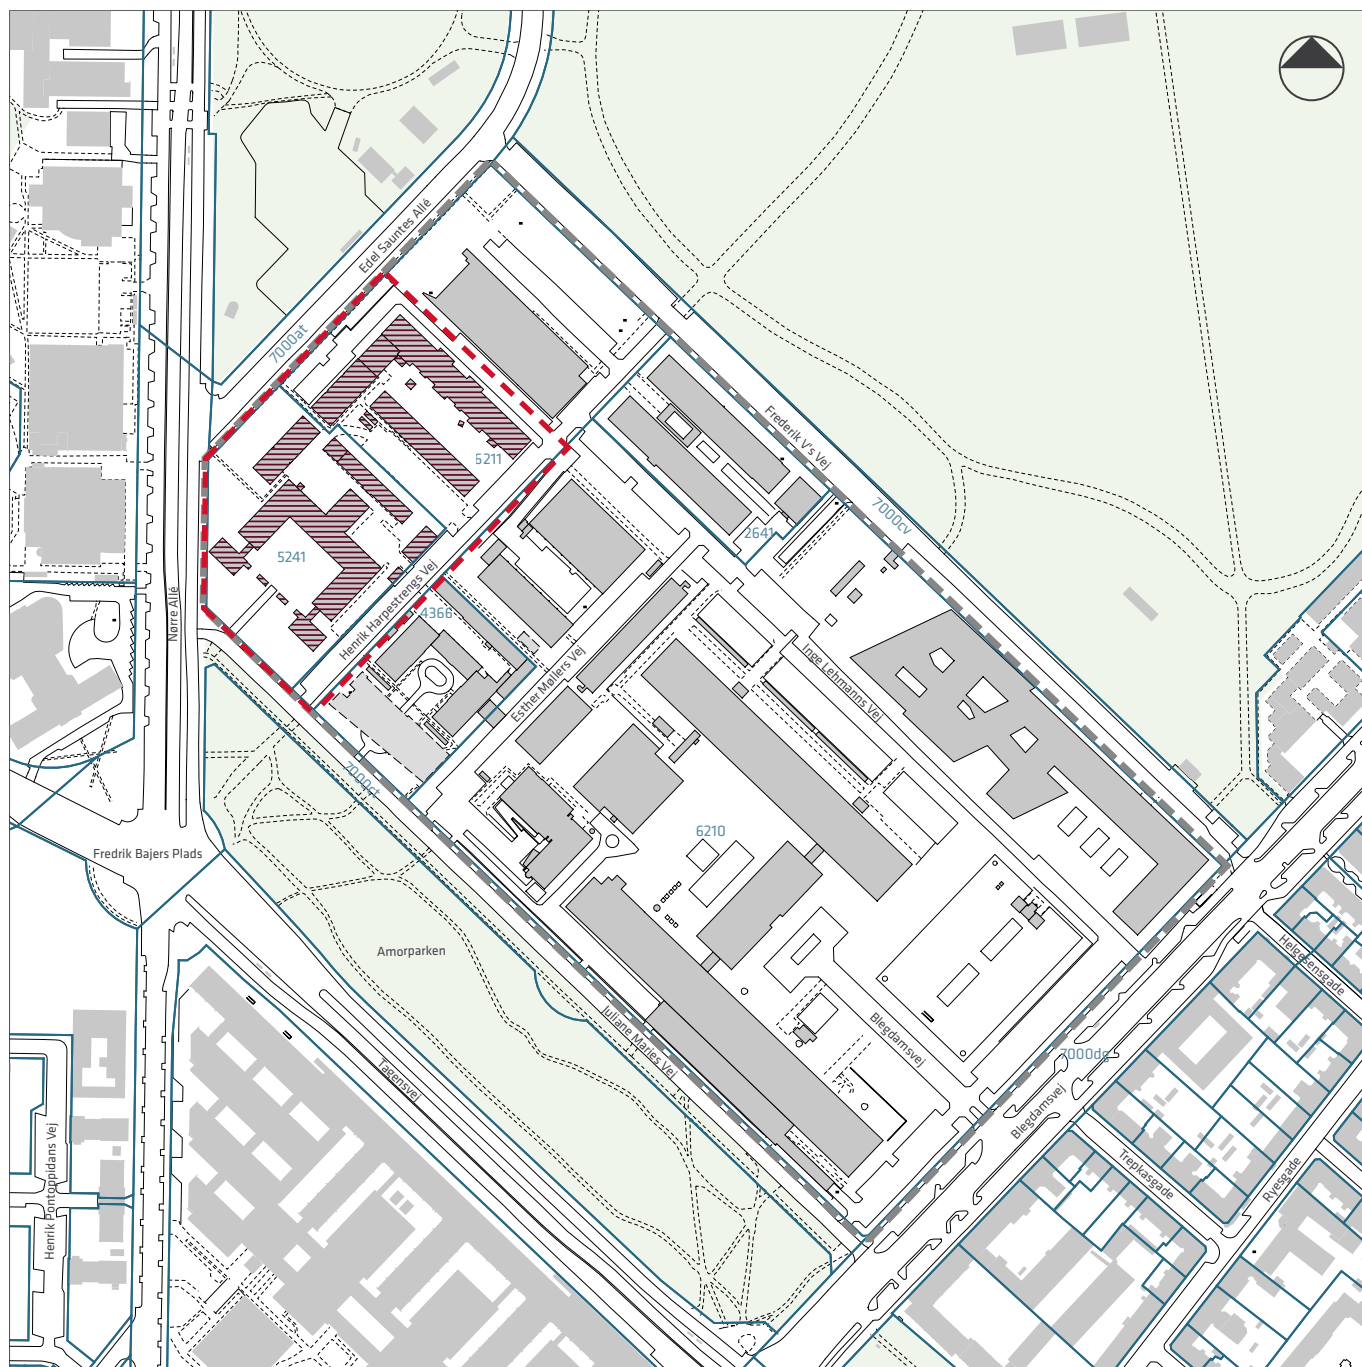 Edel Sauntes Allé
7000at
Frederik V's Vej
6211
7000cv
2641
5241
Henrik Harpestrengs Vej
Nørre Allé
4366
Inge Lehmanns Vej
Esther Møllers Vej
7000ct
6210
Fredrik Bajers Plads
Amorparken
Helgesensgade
Juliane Maries Vej
Blegdamsvej
7000dg
Tagensvej
Blegdamsvej
Trepkasgade
Henrik Pontoppidans Vej
Ryesgade